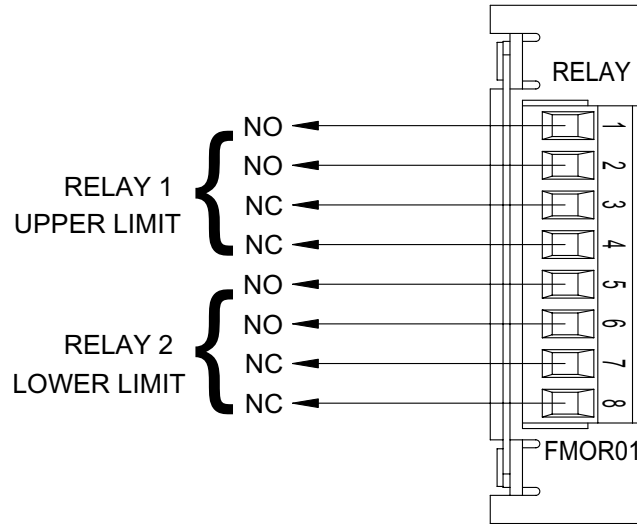 RELAY
NO 1
NO 2
RELAY 1
UPPER LIMIT
NC 3
NC 4
NO 5
NO 6
RELAY 2
LOWER LIMIT
NC 7
NC 8
FMOR01